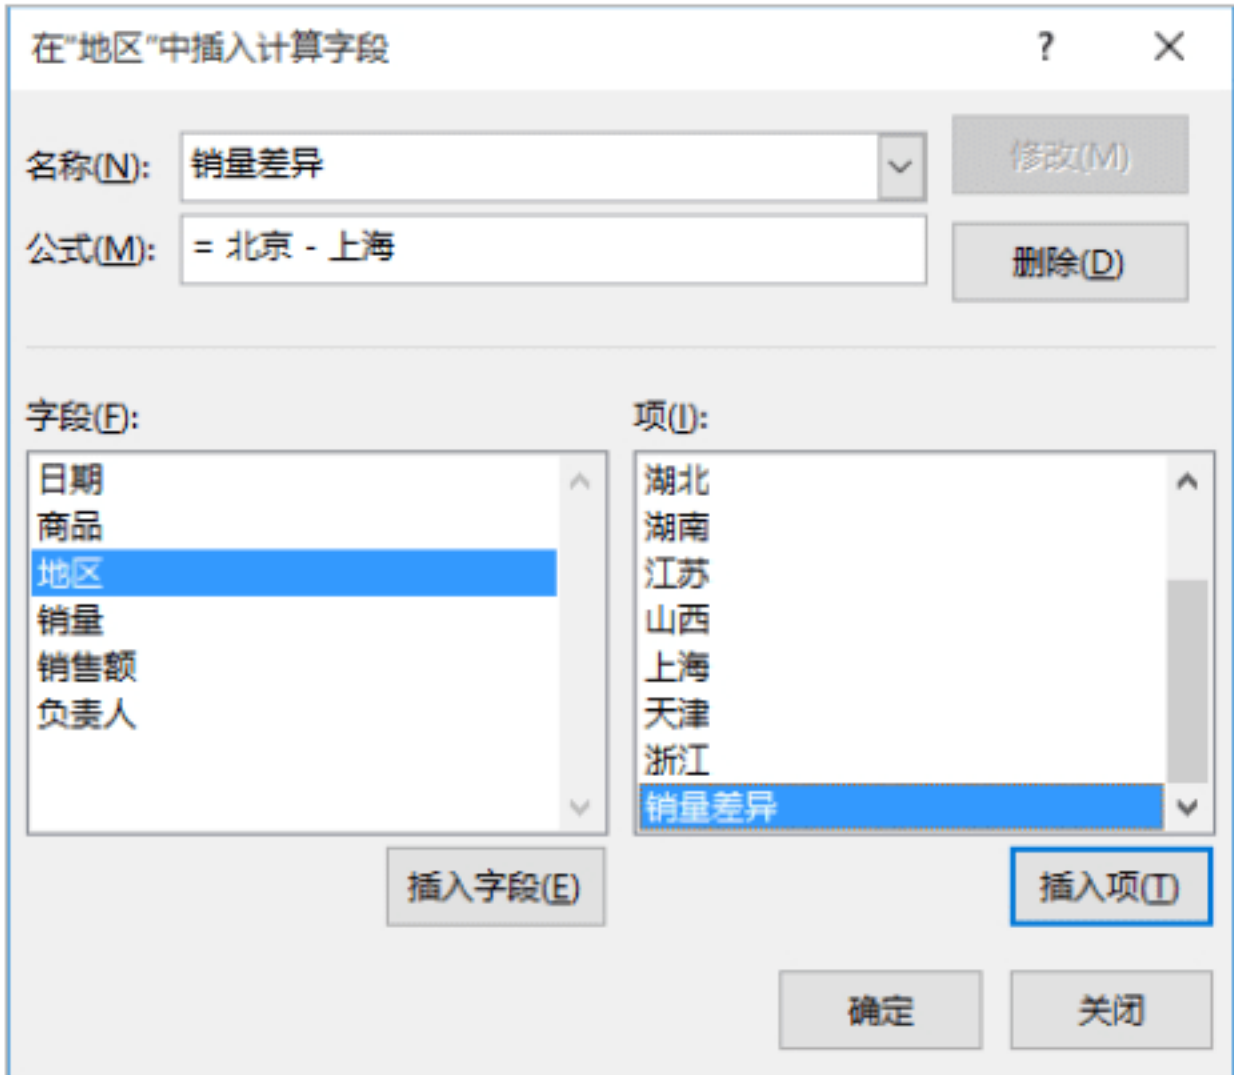 在"地区"中插入计算字段 ?
名称(N): 销量差异 修改(M)
公式(M): = 北京 - 上海 删除(D)
字段(F): 项(I):
日期 湖北
商品 湖南
地区 江苏
销量 山西
销售额 上海
负责人 天津
浙江
销量差异
插入字段(E) 插入项(T)
确定 关闭